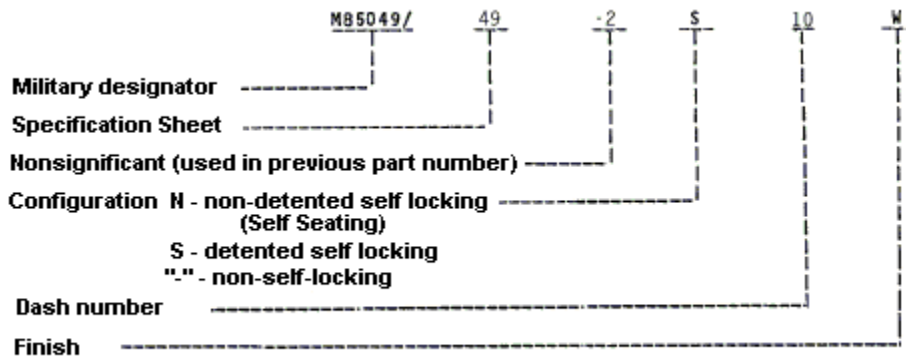 M85049/ 49 -2 S 10 W
Military designator
Specification Sheet
Nonsignificant (used in previous part number)
Configuration N - non-detented self locking
(Self Seating)
S - detented self locking
"-" - non-self-locking
Dash number
Finish